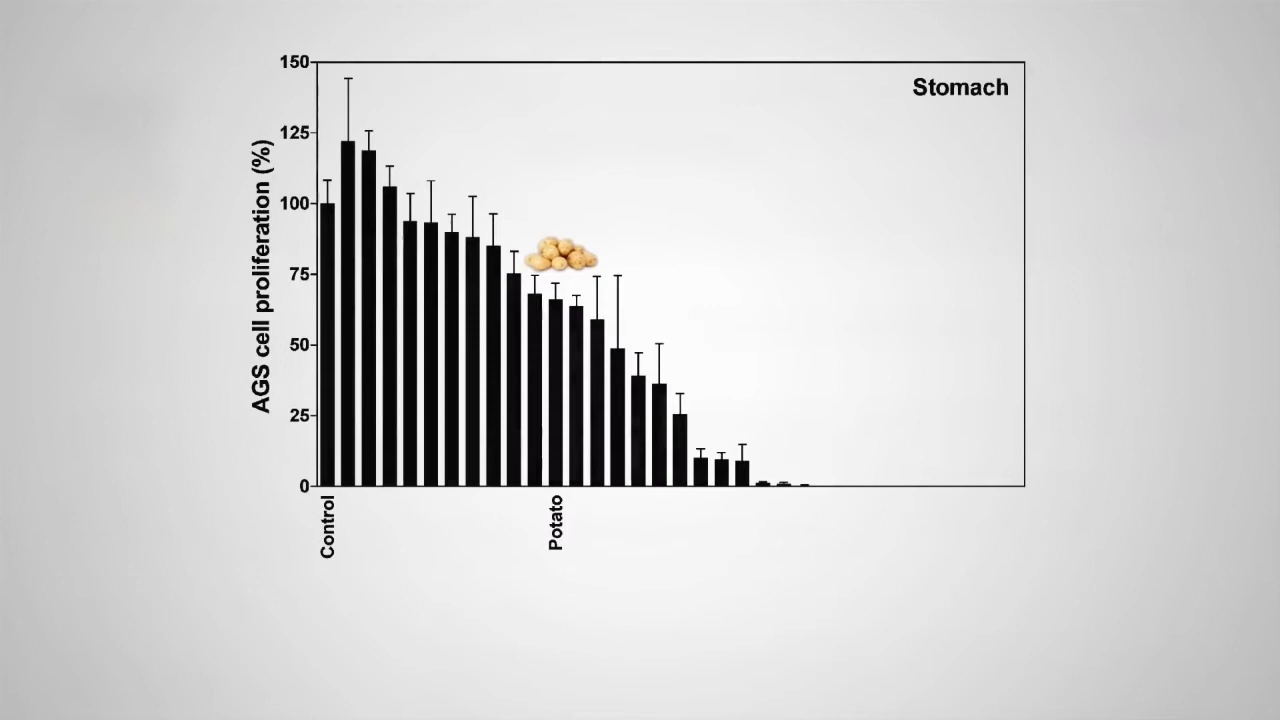 Stomach
AGS cell proliferation (%)
150
125
100
75
50
25
0
Control
Potato